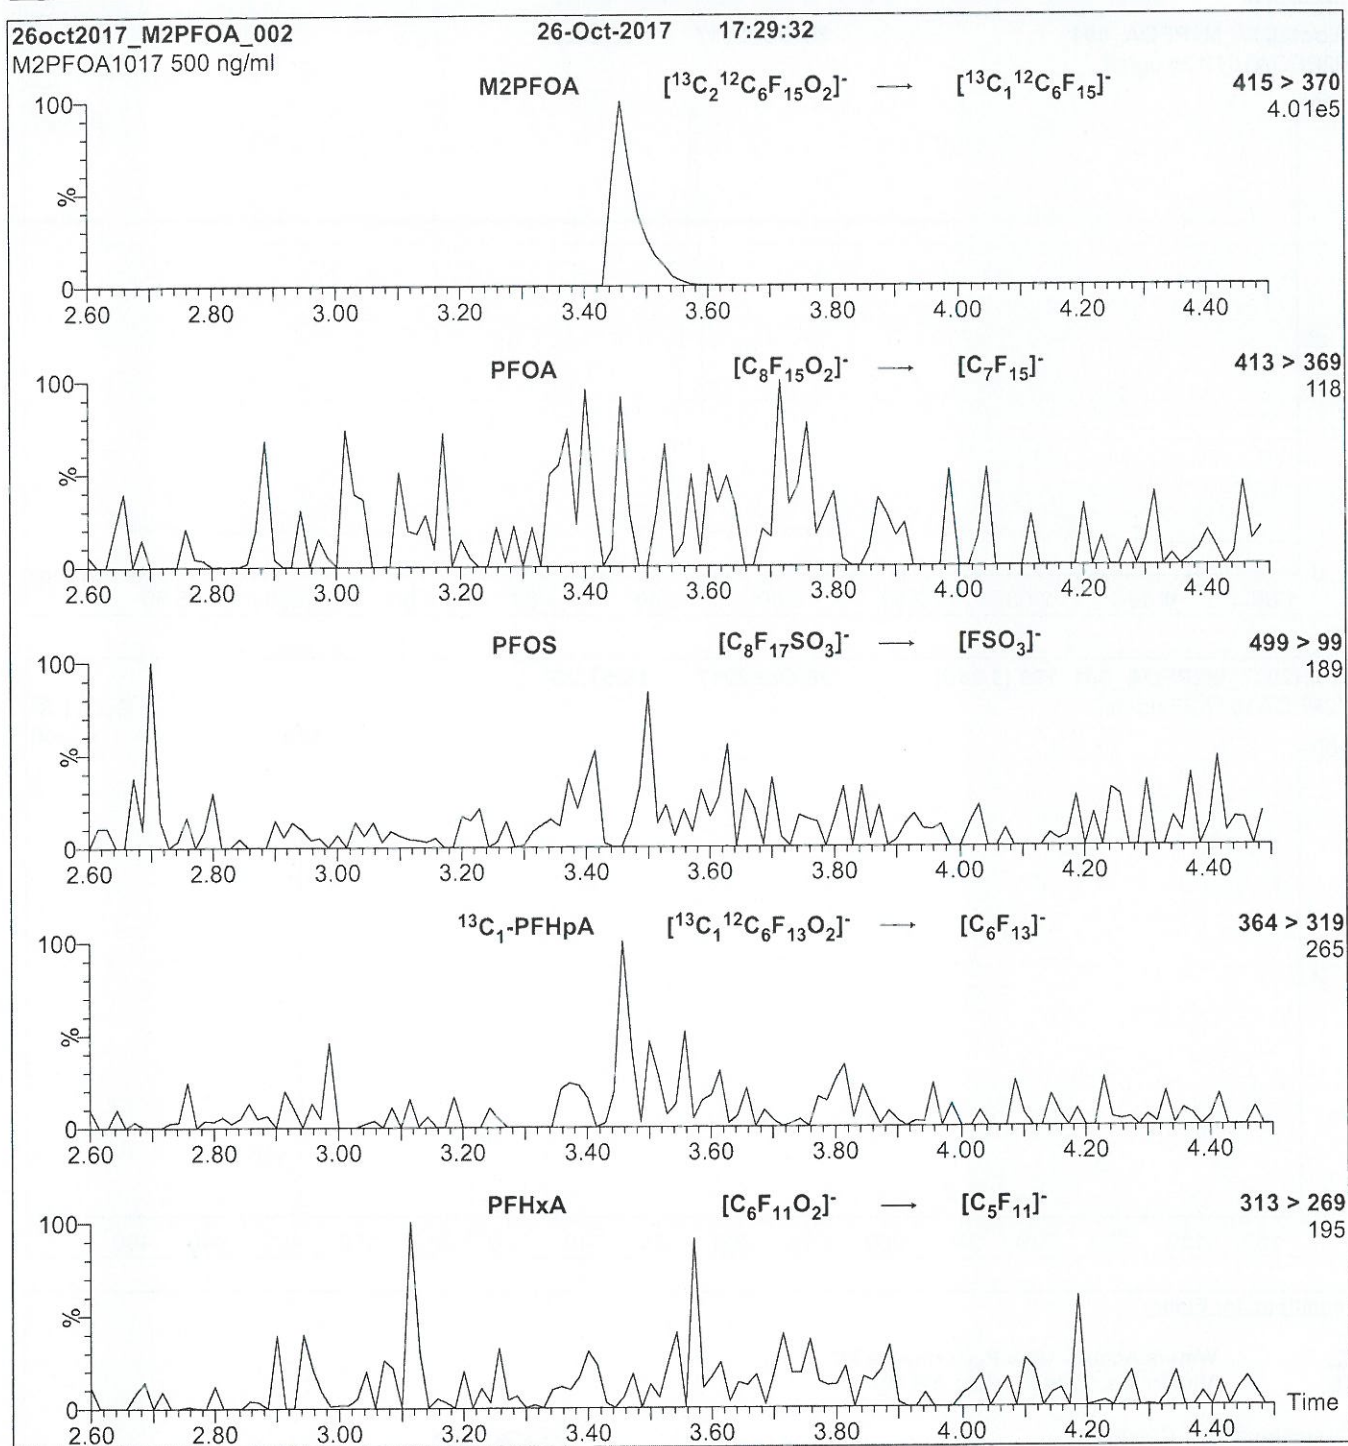 26oct2017_M2PFOA_002 26-Oct-2017 17:29:32
M2PFOA1017 500 ng/ml
M2PFOA [¹³C₂¹²C₆F₁₅O₂]⁻ → [¹³C₁¹²C₆F₁₅]⁻ 415 > 370
4.01e5
100
%
0
2.60 2.80 3.00 3.20 3.40 3.60 3.80 4.00 4.20 4.40
PFOA [C₈F₁₅O₂]⁻ → [C₇F₁₅]⁻ 413 > 369
118
100
%
0
2.60 2.80 3.00 3.20 3.40 3.60 3.80 4.00 4.20 4.40
PFOS [C₈F₁₇SO₃]⁻ → [FSO₃]⁻ 499 > 99
189
100
%
0
2.60 2.80 3.00 3.20 3.40 3.60 3.80 4.00 4.20 4.40
¹³C₁-PFHpA [¹³C₁¹²C₆F₁₃O₂]⁻ → [C₆F₁₃]⁻ 364 > 319
265
100
%
0
2.60 2.80 3.00 3.20 3.40 3.60 3.80 4.00 4.20 4.40
PFHxA [C₆F₁₁O₂]⁻ → [C₅F₁₁]⁻ 313 > 269
195
100
%
0
Time
2.60 2.80 3.00 3.20 3.40 3.60 3.80 4.00 4.20 4.40